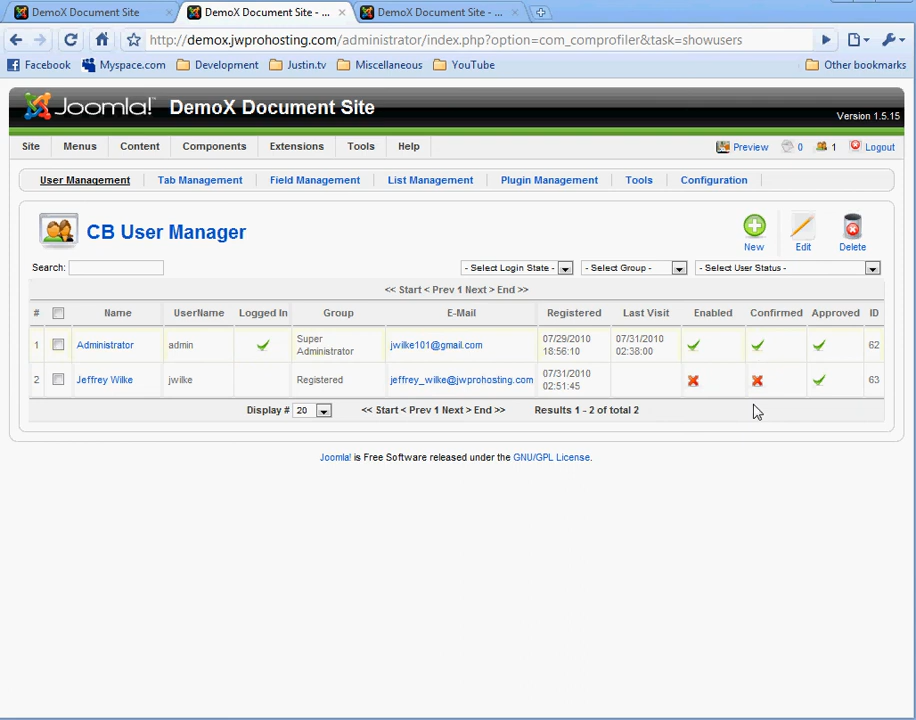 DemoX Document Site
DemoX Document Site - ...
DemoX Document Site - ...
http://demox.jwprohosting.com/administrator/index.php?option=com_comprofiler&task=showusers
Facebook Myspace.com Development Justin.tv Miscellaneous YouTube Other bookmarks
Joomla! DemoX Document Site
Version 1.5.15
Site Menus Content Components Extensions Tools Help Preview 0 1 Logout
User Management Tab Management Field Management List Management Plugin Management Tools Configuration
CB User Manager
New Edit Delete
Search: - Select Login State - - Select Group - - Select User Status -
<< Start < Prev 1 Next > End >>
# Name UserName Logged In Group E-Mail Registered Last Visit Enabled Confirmed Approved ID
1 Administrator admin Super Administrator jwilke101@gmail.com 07/29/2010 18:56:10 07/31/2010 02:38:00 62
2 Jeffrey Wilke jwilke Registered jeffrey_wilke@jwprohosting.com 07/31/2010 02:51:45 63
Display # 20 << Start < Prev 1 Next > End >> Results 1 - 2 of total 2
Joomla! is Free Software released under the GNU/GPL License.